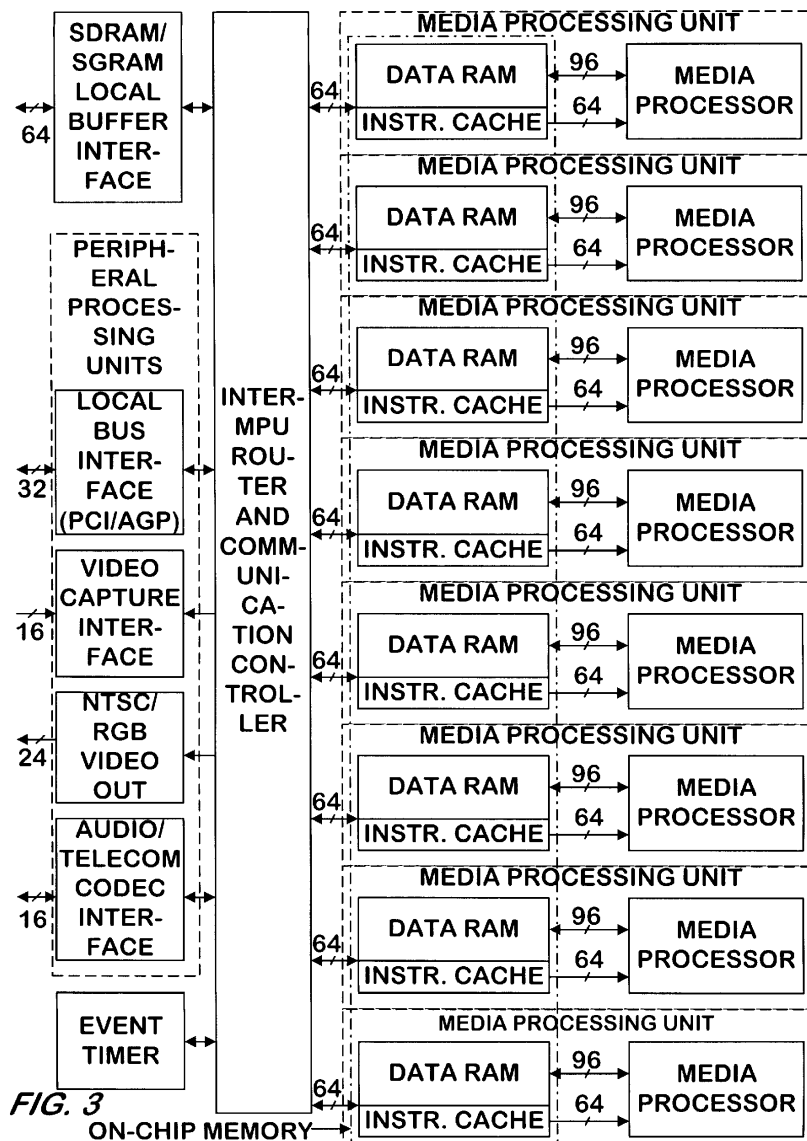 SDRAM/
SGRAM
LOCAL
BUFFER
INTER-
FACE
64
PERIPH-
ERAL
PROCES-
SING
UNITS
LOCAL
BUS
INTER-
FACE
(PCI/AGP)
32
VIDEO
CAPTURE
INTER-
FACE
16
NTSC/
RGB
VIDEO
OUT
24
AUDIO/
TELECOM
CODEC
INTER-
FACE
16
EVENT
TIMER
INTER-
MPU
ROU-
TER
AND
COMM-
UNI-
CA-
TION
CON-
TROL-
LER
MEDIA PROCESSING UNIT
64
DATA RAM
INSTR. CACHE
96
64
MEDIA
PROCESSOR
MEDIA PROCESSING UNIT
64
DATA RAM
INSTR. CACHE
96
64
MEDIA
PROCESSOR
MEDIA PROCESSING UNIT
64
DATA RAM
INSTR. CACHE
96
64
MEDIA
PROCESSOR
MEDIA PROCESSING UNIT
64
DATA RAM
INSTR. CACHE
96
64
MEDIA
PROCESSOR
MEDIA PROCESSING UNIT
64
DATA RAM
INSTR. CACHE
96
64
MEDIA
PROCESSOR
MEDIA PROCESSING UNIT
64
DATA RAM
INSTR. CACHE
96
64
MEDIA
PROCESSOR
MEDIA PROCESSING UNIT
64
DATA RAM
INSTR. CACHE
96
64
MEDIA
PROCESSOR
MEDIA PROCESSING UNIT
64
DATA RAM
INSTR. CACHE
96
64
MEDIA
PROCESSOR
FIG. 3
ON-CHIP MEMORY